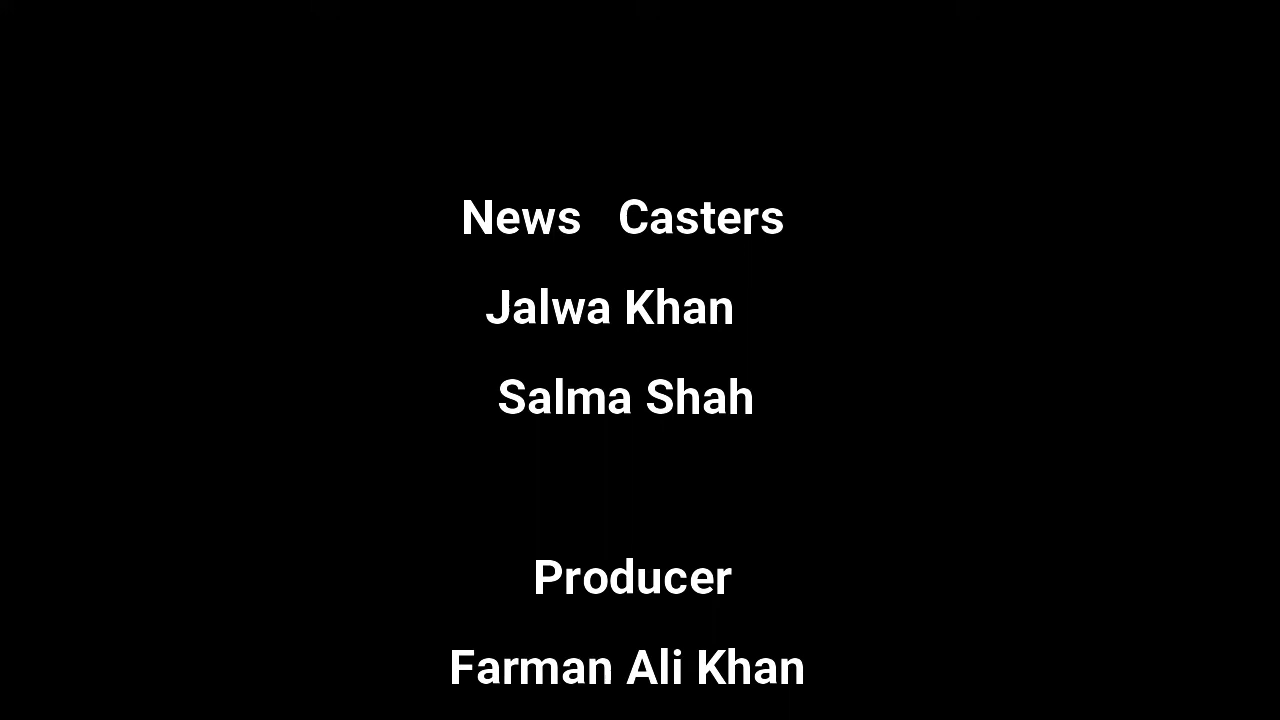 News   Casters
Jalwa Khan
Salma Shah
Producer
Farman Ali Khan